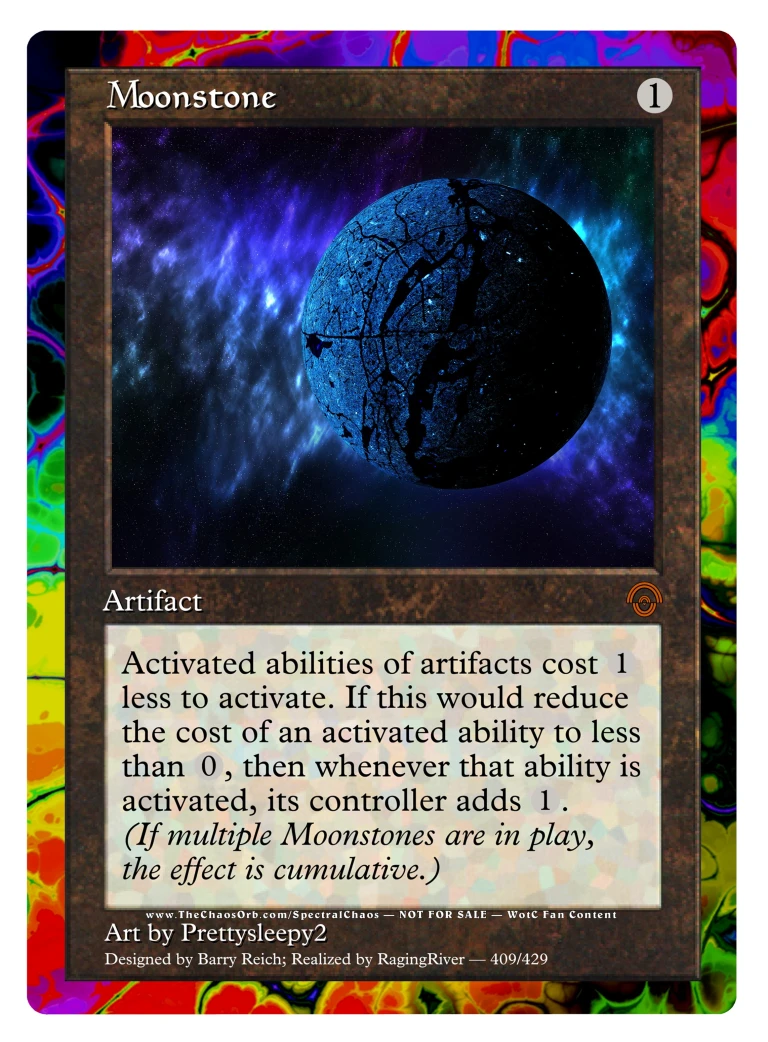 Moonstone 1
Artifact
Activated abilities of artifacts cost 1
less to activate. If this would reduce
the cost of an activated ability to less
than 0, then whenever that ability is
activated, its controller adds 1.
(If multiple Moonstones are in play,
the effect is cumulative.)
www.TheChaosOrb.com/SpectralChaos — NOT FOR SALE — WotC Fan Content
Art by Prettysleepy2
Designed by Barry Reich; Realized by RagingRiver — 409/429